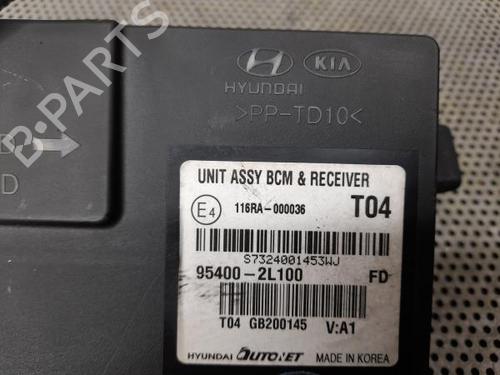 B-PARTS
D
D
HYUNDAI KIA
>PP-TD10<
UNIT ASSY BCM & RECEIVER
E4 116RA-000036 T04
S7324001453WJ
95400-2L100 FD
T04 GB200145 V:A1
HYUNDAI AUTONET MADE IN KOREA